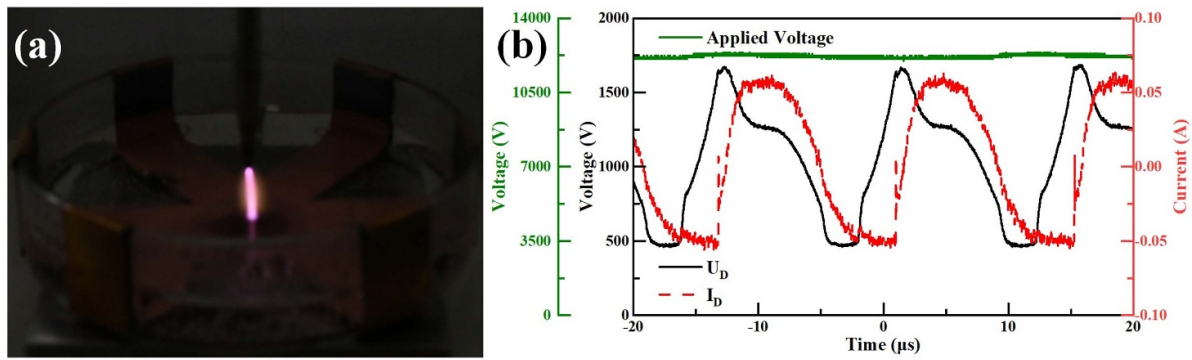 (a)
(b)
14000
10500
7000
3500
0
Voltage (V)
2000
1500
1000
500
0
Voltage (V)
Applied Voltage
U_D
I_D
0.10
0.05
0.00
-0.05
-0.10
Current (A)
-20
-10
0
10
20
Time (μs)